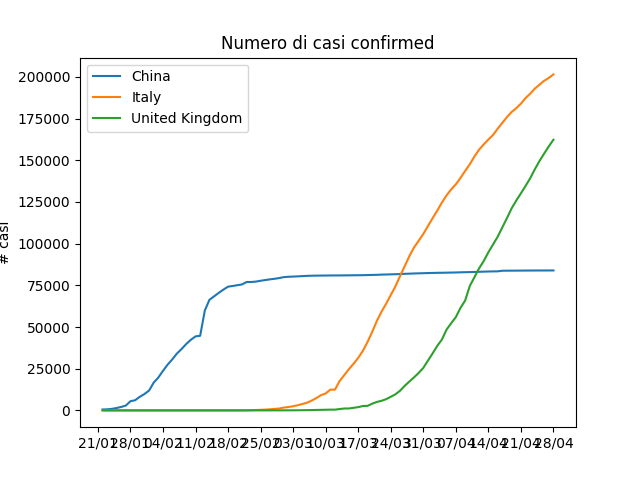 Numero di casi confirmed
China
Italy
United Kingdom
200000
175000
150000
125000
100000
75000
50000
25000
0
# casi
21/01 28/01 04/02 11/02 18/02 25/02 03/03 10/03 17/03 24/03 31/03 07/04 14/04 21/04 28/04